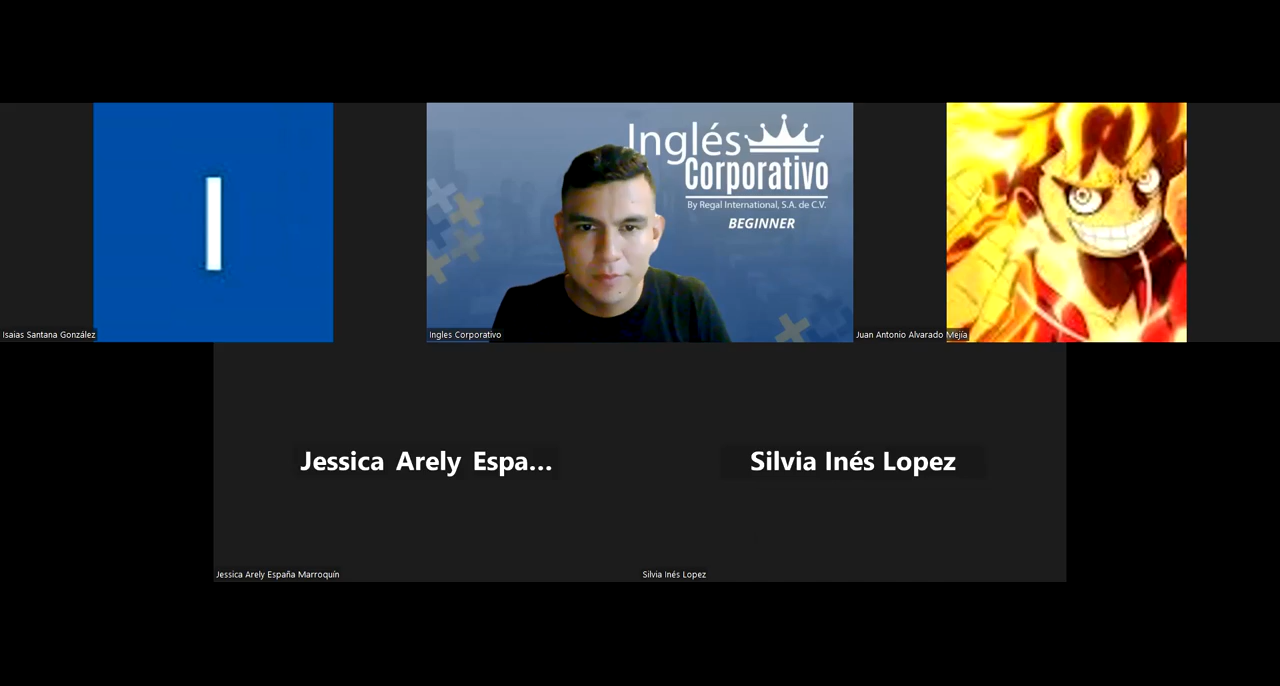 I
Inglés
Corporativo
By Regal International, S.A. de C.V.
BEGINNER
Isaias Santana González
Ingles Corporativo
Juan Antonio Alvarado Mejía
Jessica Arely Espa...
Silvia Inés Lopez
Jessica Arely España Marroquín
Silvia Inés Lopez